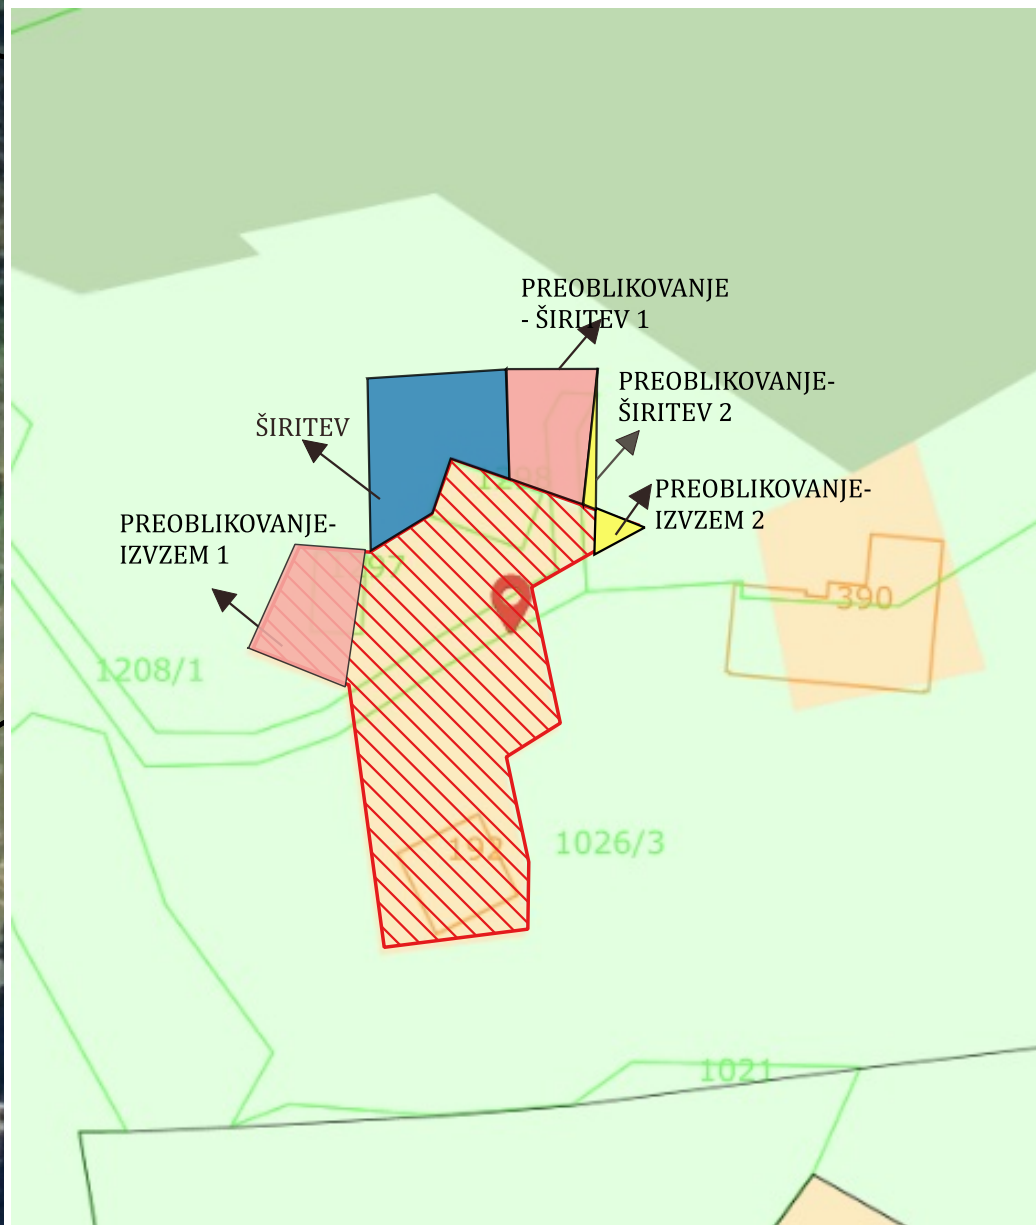 PREOBLIKOVANJE
- ŠIRITEV 1
PREOBLIKOVANJE-
ŠIRITEV 2
ŠIRITEV
PREOBLIKOVANJE-
IZVZEM 2
PREOBLIKOVANJE-
IZVZEM 1
390
1208/1
192
1026/3
1021